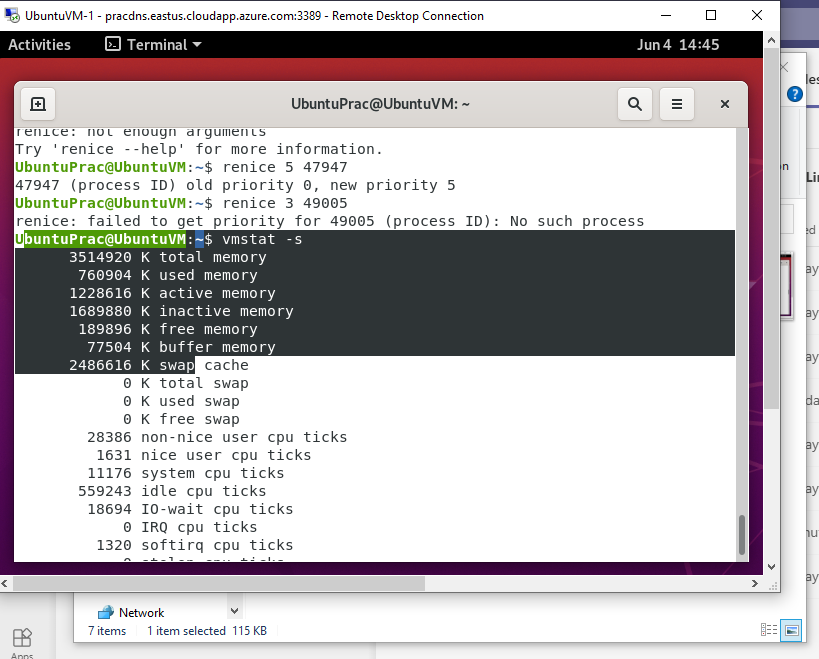 UbuntuVM-1 - pracdns.eastus.cloudapp.azure.com:3389 - Remote Desktop Connection
Activities
Terminal
Jun 4 14:45
UbuntuPrac@UbuntuVM: ~
renice: not enough arguments
Try 'renice --help' for more information.
UbuntuPrac@UbuntuVM:~$ renice 5 47947
47947 (process ID) old priority 0, new priority 5
UbuntuPrac@UbuntuVM:~$ renice 3 49005
renice: failed to get priority for 49005 (process ID): No such process
UbuntuPrac@UbuntuVM:~$ vmstat -s
3514920 K total memory
760904 K used memory
1228616 K active memory
1689880 K inactive memory
189896 K free memory
77504 K buffer memory
2486616 K swap cache
0 K total swap
0 K used swap
0 K free swap
28386 non-nice user cpu ticks
1631 nice user cpu ticks
11176 system cpu ticks
559243 idle cpu ticks
18694 IO-wait cpu ticks
0 IRQ cpu ticks
1320 softirq cpu ticks
0 stolen cpu ticks
Network
7 items 1 item selected 115 KB
Apps